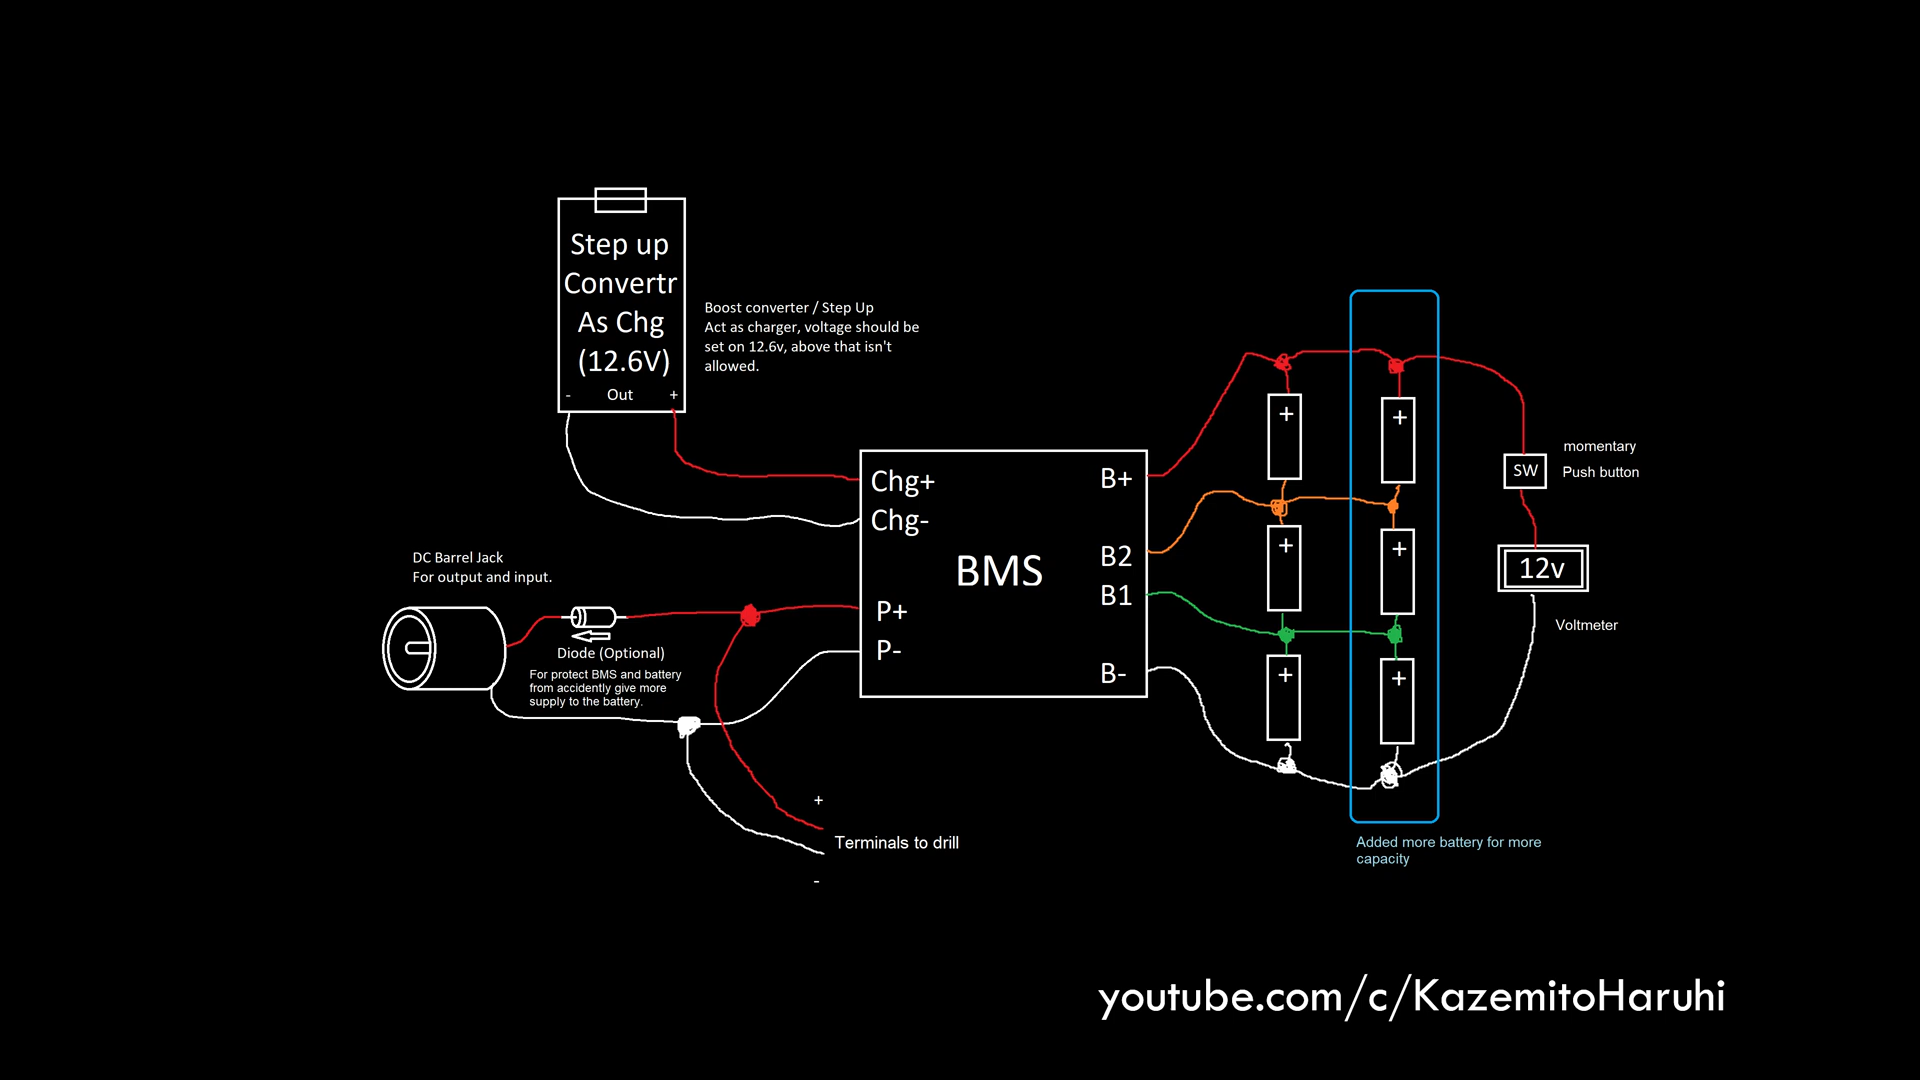 Step up
Convertr
As Chg
(12.6V)
- Out +
Boost converter / Step Up
Act as charger, voltage should be
set on 12.6v, above that isn't
allowed.
DC Barrel Jack
For output and input.
Diode (Optional)
For protect BMS and battery
from accidently give more
supply to the battery.
Chg+
Chg-
P+
P-
BMS
B+
B2
B1
B-
+
+
+
+
+
+
SW
momentary
Push button
12v
Voltmeter
+
Terminals to drill
-
Added more battery for more
capacity
youtube.com/c/KazemitoHaruhi